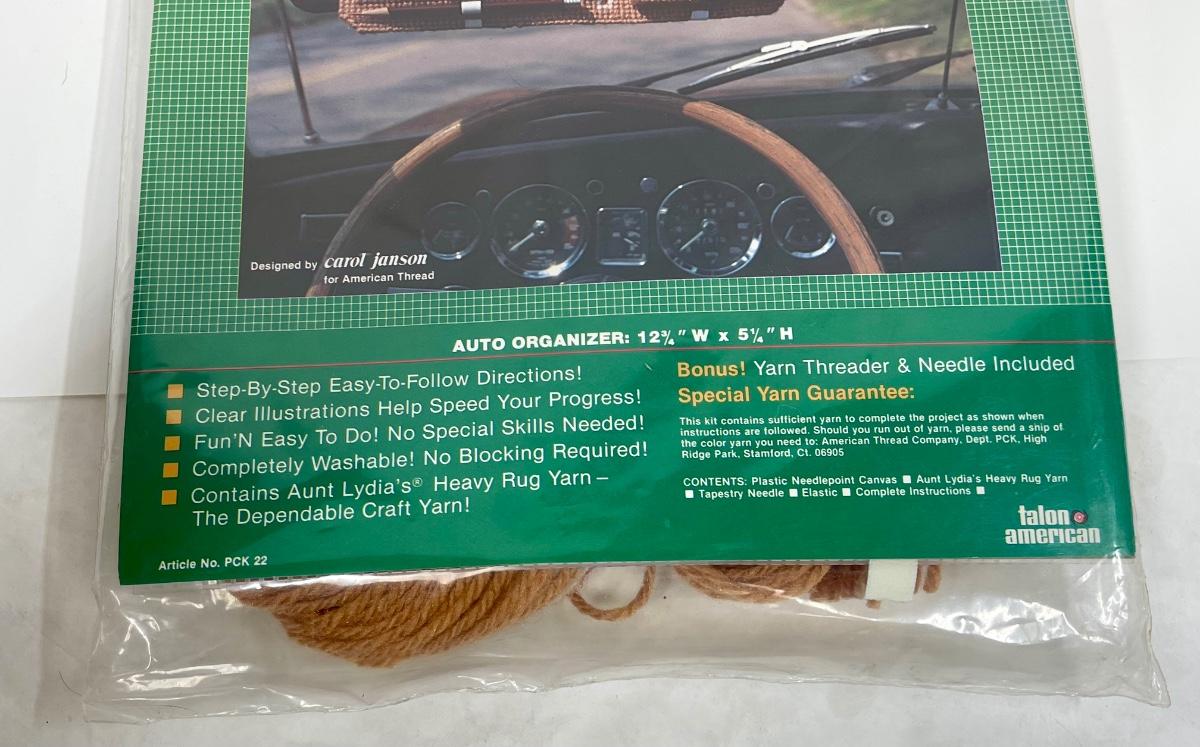 Designed by carol janson
for American Thread
AUTO ORGANIZER: 12¾" W x 5¼" H
Step-By-Step Easy-To-Follow Directions!
Clear Illustrations Help Speed Your Progress!
Fun'N Easy To Do! No Special Skills Needed!
Completely Washable! No Blocking Required!
Contains Aunt Lydia's® Heavy Rug Yarn –
The Dependable Craft Yarn!
Article No. PCK 22
Bonus! Yarn Threader & Needle Included
Special Yarn Guarantee:
This kit contains sufficient yarn to complete the project as shown when
instructions are followed. Should you run out of yarn, please send a ship of
the color yarn you need to: American Thread Company, Dept. PCK, High
Ridge Park, Stamford, Ct. 06905
CONTENTS: Plastic Needlepoint Canvas ■ Aunt Lydia's Heavy Rug Yarn
■ Tapestry Needle ■ Elastic ■ Complete Instructions ■
talon
american